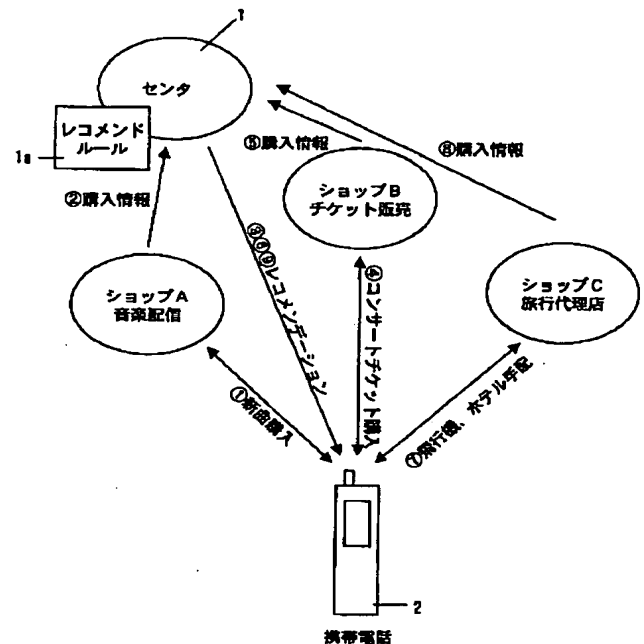 1
センタ
レコメンド
ルール
1a
②購入情報
⑤購入情報
⑧購入情報
ショップB
チケット販売
ショップA
音楽配信
ショップC
旅行代理店
③⑥⑨レコメンデーション
④コンサートチケット購入
①新曲購入
⑦飛行機、ホテル手配
2
携帯電話